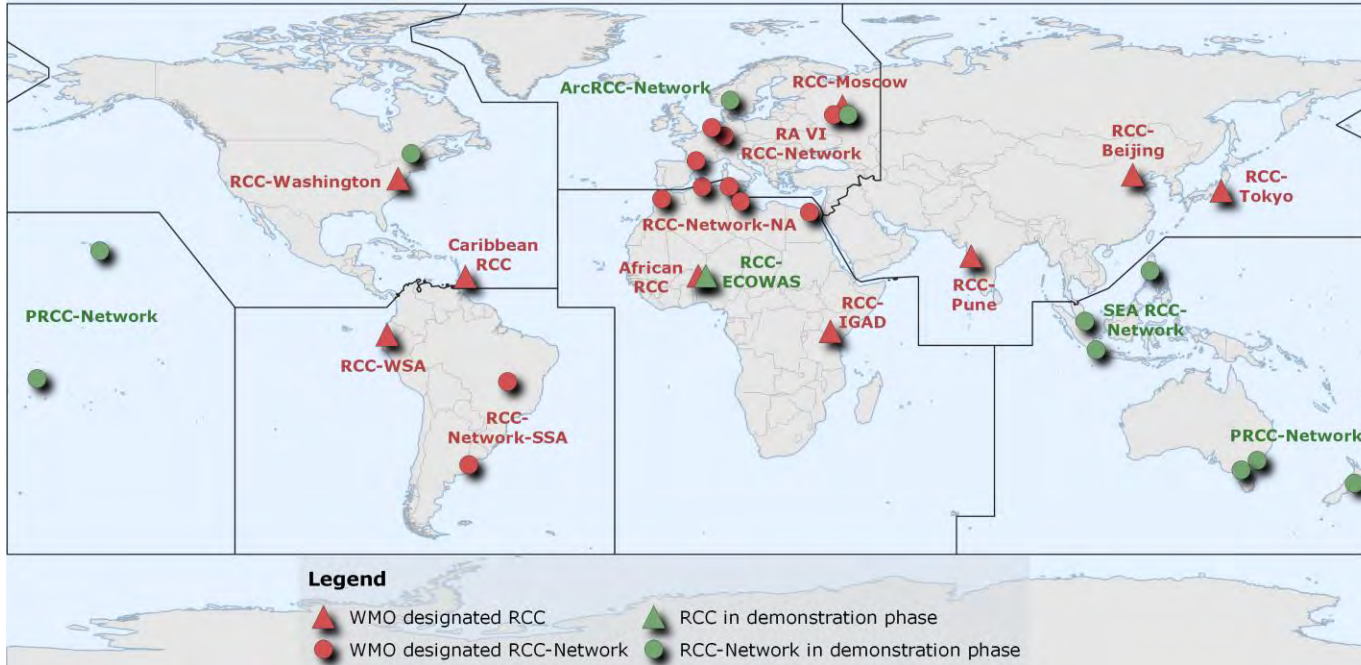 ArcRCC-Network
RCC-Moscow
RA VI
RCC-Network
RCC-
Beijing
RCC-
Tokyo
RCC-Washington
RCC-Network-NA
Caribbean
RCC
African
RCC
RCC-
ECOWAS
RCC-
IGAD
RCC-
Pune
PRCC-Network
SEA RCC-
Network
RCC-WSA
RCC-
Network-SSA
PRCC-Network
Legend
WMO designated RCC
RCC in demonstration phase
WMO designated RCC-Network
RCC-Network in demonstration phase